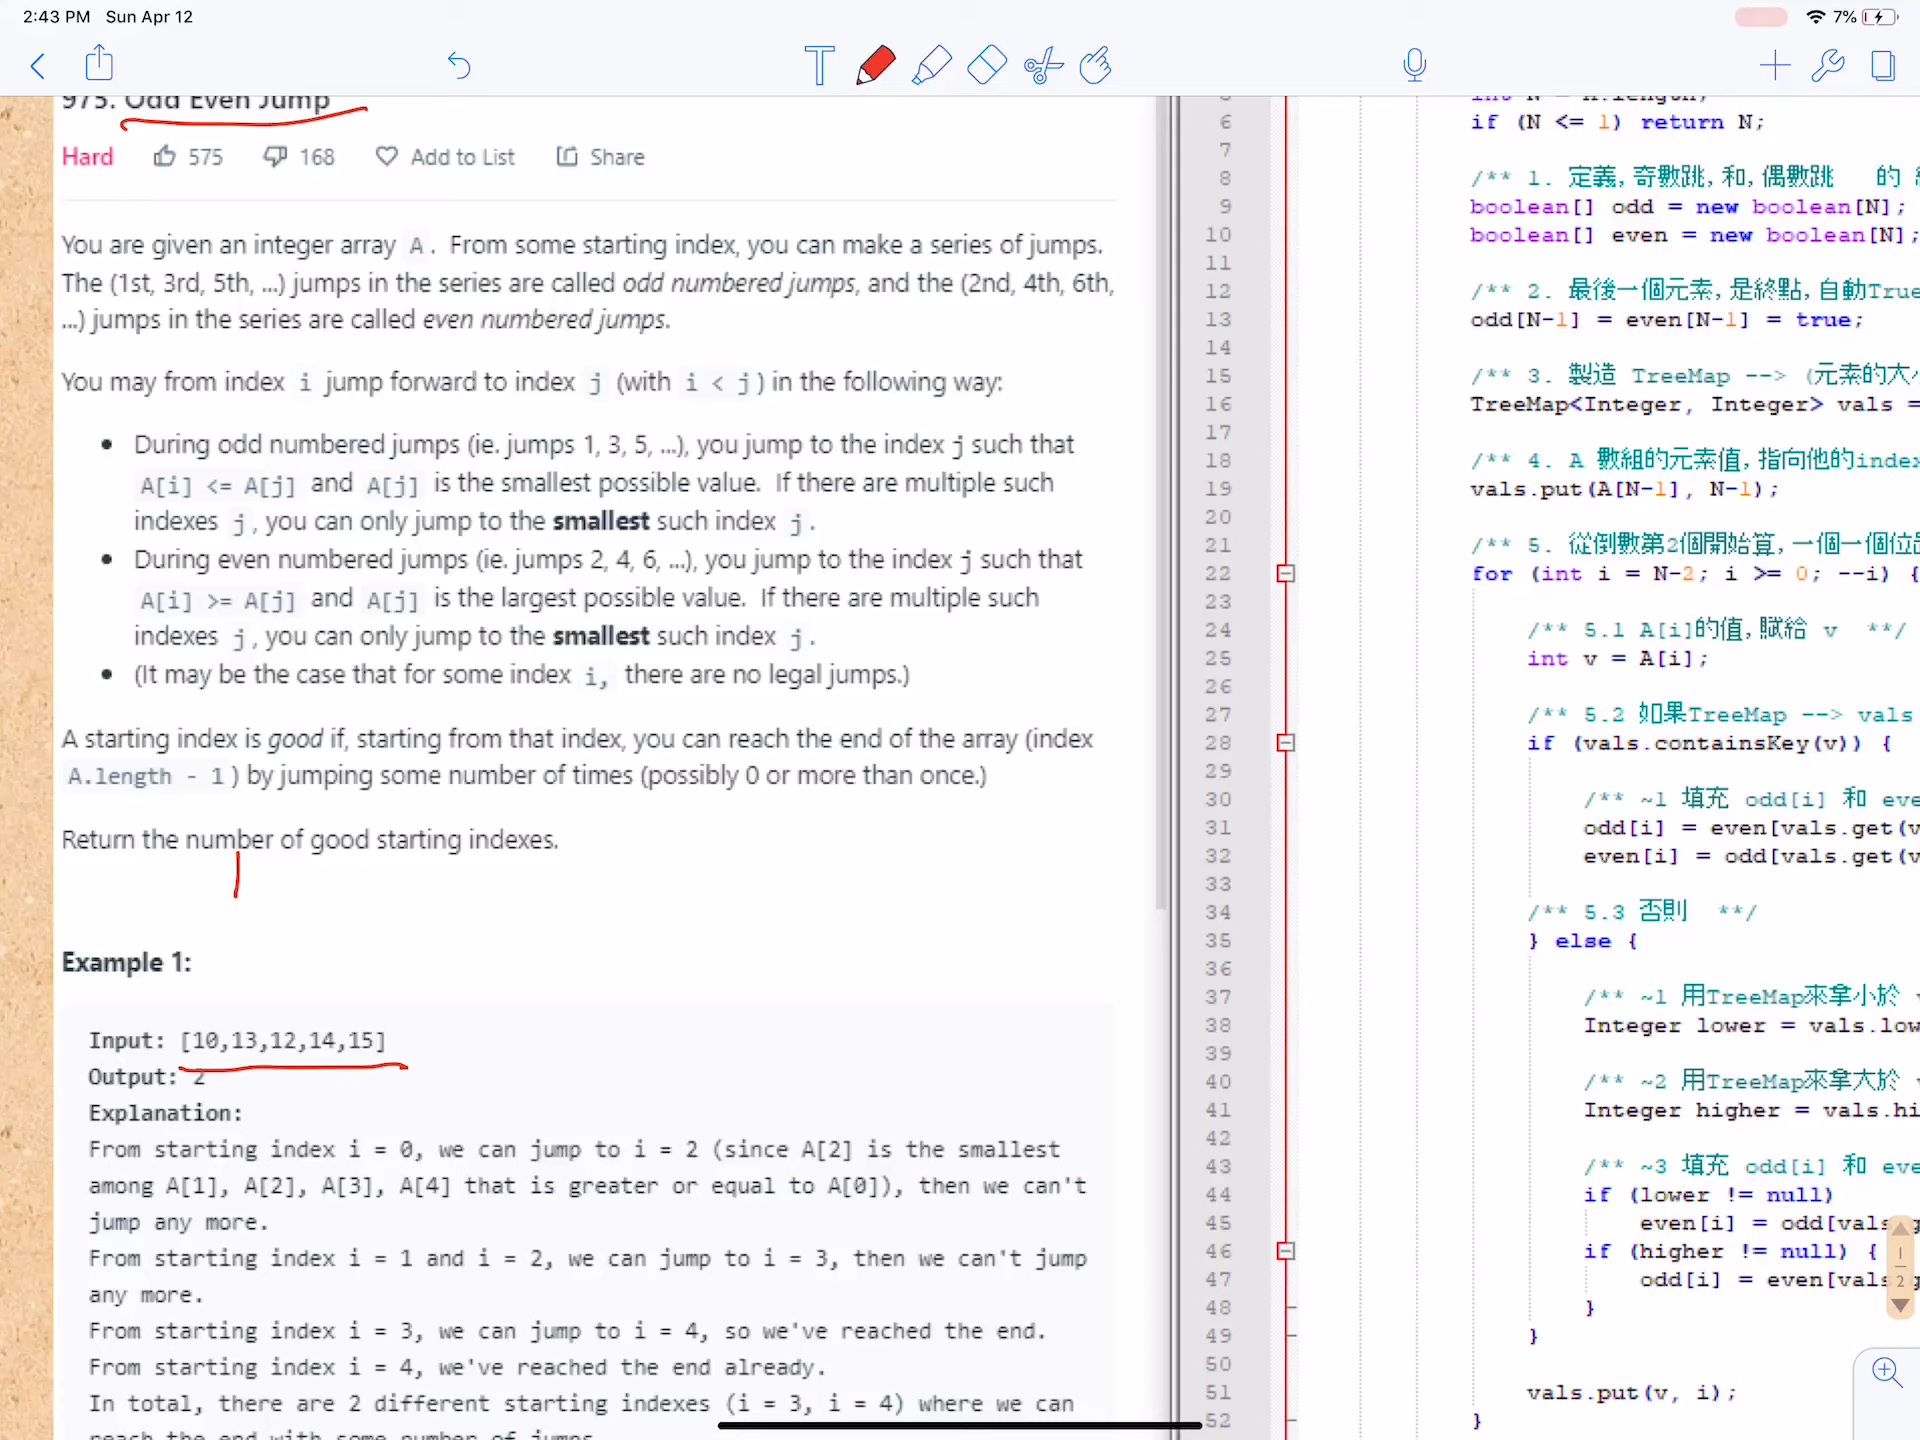 2:43 PM Sun Apr 12
7%
975. Odd Even Jump
Hard 575 168 Add to List Share
You are given an integer array A. From some starting index, you can make a series of jumps.
The (1st, 3rd, 5th, ...) jumps in the series are called odd numbered jumps, and the (2nd, 4th, 6th,
...) jumps in the series are called even numbered jumps.
You may from index i jump forward to index j (with i < j) in the following way:
• During odd numbered jumps (ie. jumps 1, 3, 5, ...), you jump to the index j such that
A[i] <= A[j] and A[j] is the smallest possible value. If there are multiple such
indexes j, you can only jump to the smallest such index j.
• During even numbered jumps (ie. jumps 2, 4, 6, ...), you jump to the index j such that
A[i] >= A[j] and A[j] is the largest possible value. If there are multiple such
indexes j, you can only jump to the smallest such index j.
• (It may be the case that for some index i, there are no legal jumps.)
A starting index is good if, starting from that index, you can reach the end of the array (index
A.length - 1) by jumping some number of times (possibly 0 or more than once.)
Return the number of good starting indexes.
Example 1:
Input: [10,13,12,14,15]
Output: 2
Explanation:
From starting index i = 0, we can jump to i = 2 (since A[2] is the smallest
among A[1], A[2], A[3], A[4] that is greater or equal to A[0]), then we can't
jump any more.
From starting index i = 1 and i = 2, we can jump to i = 3, then we can't jump
any more.
From starting index i = 3, we can jump to i = 4, so we've reached the end.
From starting index i = 4, we've reached the end already.
In total, there are 2 different starting indexes (i = 3, i = 4) where we can
reach the end with some number of jumps.
int N = A.length;
6 if (N <= 1) return N;
7
8 /** 1. 定義,奇數跳,和,偶數跳 的
9 boolean[] odd = new boolean[N];
10 boolean[] even = new boolean[N];
11
12 /** 2. 最後一個元素,是終點,自動True
13 odd[N-1] = even[N-1] = true;
14
15 /** 3. 製造 TreeMap --> (元素的大小
16 TreeMap<Integer, Integer> vals =
17
18 /** 4. A 數組的元素值,指向他的index
19 vals.put(A[N-1], N-1);
20
21 /** 5. 從倒數第2個開始算,一個一個位
22 for (int i = N-2; i >= 0; --i) {
23
24 /** 5.1 A[i]的值,賦給 v **/
25 int v = A[i];
26
27 /** 5.2 如果TreeMap --> vals
28 if (vals.containsKey(v)) {
29
30 /** ~1 填充 odd[i] 和 eve
31 odd[i] = even[vals.get(v
32 even[i] = odd[vals.get(v
33
34 /** 5.3 否則 **/
35 } else {
36
37 /** ~1 用TreeMap來拿小於 v
38 Integer lower = vals.low
39
40 /** ~2 用TreeMap來拿大於 v
41 Integer higher = vals.hi
42
43 /** ~3 填充 odd[i] 和 eve
44 if (lower != null)
45 even[i] = odd[vals.g
46 if (higher != null) {
47 odd[i] = even[vals.g
48 }
49 }
50
51 vals.put(v, i);
52 }
1
2